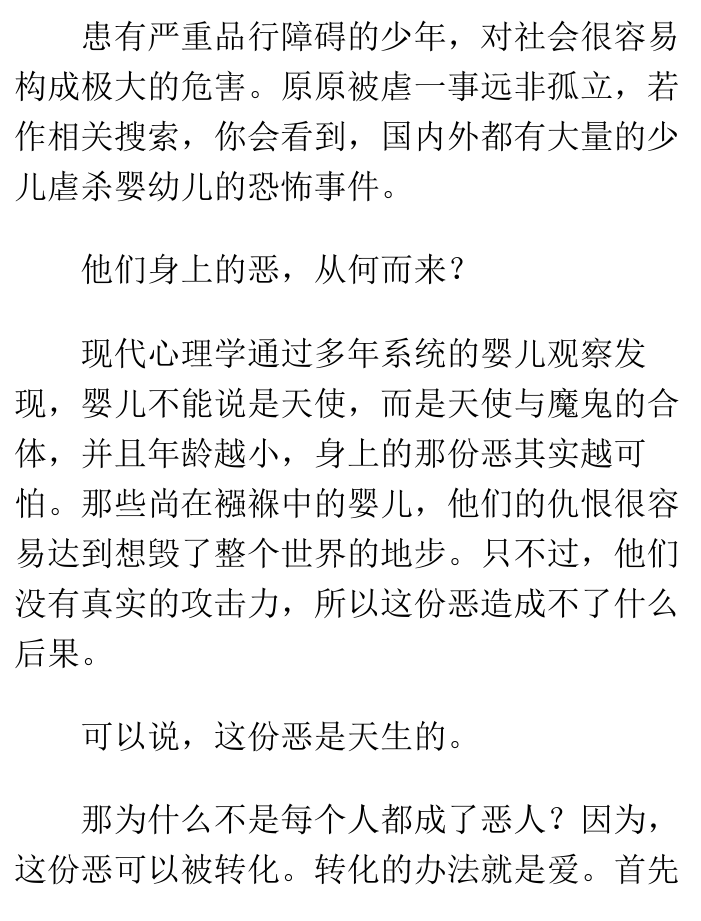 患有严重品行障碍的少年，对社会很容易
构成极大的危害。原原被虐一事远非孤立，若
作相关搜索，你会看到，国内外都有大量的少
儿虐杀婴幼儿的恐怖事件。
他们身上的恶，从何而来？
现代心理学通过多年系统的婴儿观察发
现，婴儿不能说是天使，而是天使与魔鬼的合
体，并且年龄越小，身上的那份恶其实越可
怕。那些尚在襁褓中的婴儿，他们的仇恨很容
易达到想毁了整个世界的地步。只不过，他们
没有真实的攻击力，所以这份恶造成不了什么
后果。
可以说，这份恶是天生的。
那为什么不是每个人都成了恶人？因为，
这份恶可以被转化。转化的办法就是爱。首先